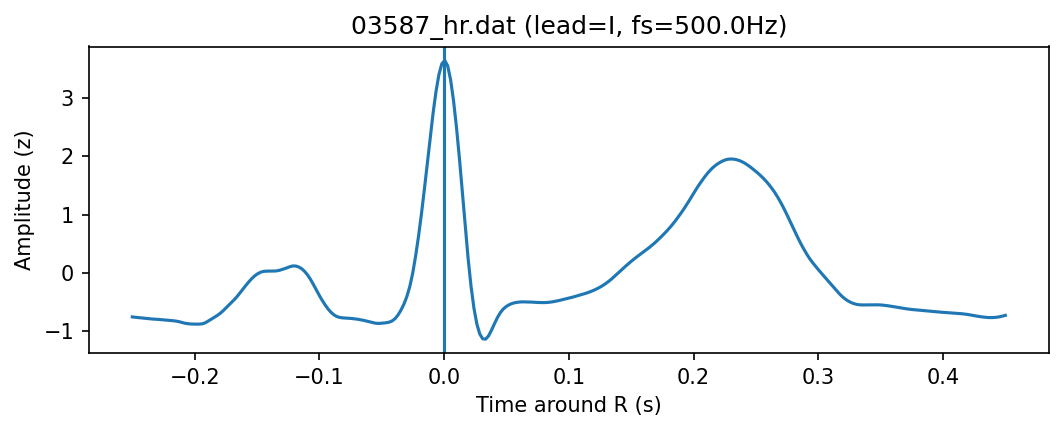 03587_hr.dat (lead=I, fs=500.0Hz)
Amplitude (z)
3
2
1
0
−1
−0.2 −0.1 0.0 0.1 0.2 0.3 0.4
Time around R (s)